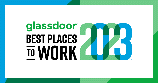 glassdoor
BEST PLACES
TO WORK
2023